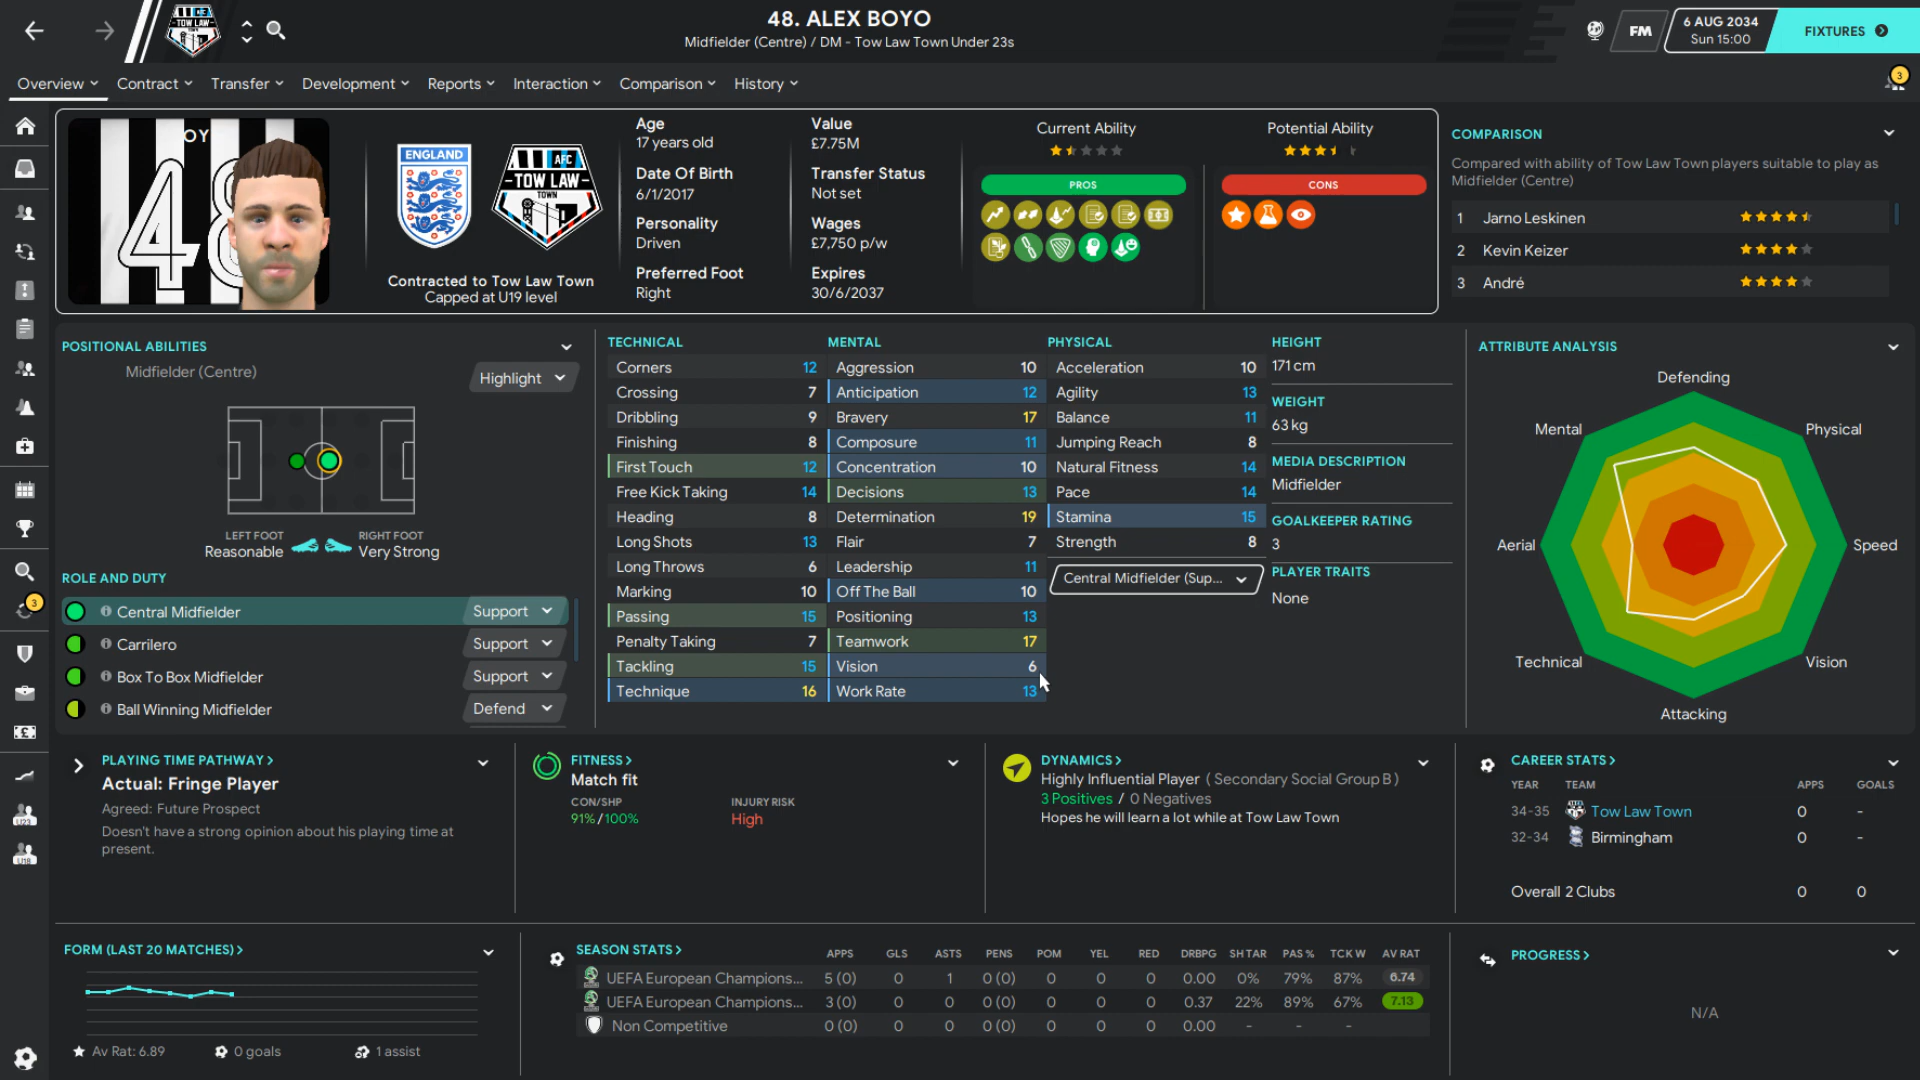 48. ALEX BOYO
Midfielder (Centre) / DM - Tow Law Town Under 23s
TOW LAW
TOWN
FM
6 AUG 2034
Sun 15:00
FIXTURES
Overview
Contract
Transfer
Development
Reports
Interaction
Comparison
History
3
OY
48
ENGLAND
AFC
TOW LAW
TOWN
Contracted to Tow Law Town
Capped at U19 level
Age
17 years old
Date Of Birth
6/1/2017
Personality
Driven
Preferred Foot
Right
Value
£7.75M
Transfer Status
Not set
Wages
£7,750 p/w
Expires
30/6/2037
Current Ability
PROS
Potential Ability
CONS
COMPARISON
Compared with ability of Tow Law Town players suitable to play as
Midfielder (Centre)
1 Jarno Leskinen
2 Kevin Keizer
3 André
POSITIONAL ABILITIES
Midfielder (Centre)
Highlight
LEFT FOOT
Reasonable
RIGHT FOOT
Very Strong
ROLE AND DUTY
Central Midfielder Support
Carrilero Support
Box To Box Midfielder Support
Ball Winning Midfielder Defend
3
£
U23
U18
TECHNICAL
Corners 12
Crossing 7
Dribbling 9
Finishing 8
First Touch 12
Free Kick Taking 14
Heading 8
Long Shots 13
Long Throws 6
Marking 10
Passing 15
Penalty Taking 7
Tackling 15
Technique 16
MENTAL
Aggression 10
Anticipation 12
Bravery 17
Composure 11
Concentration 10
Decisions 13
Determination 19
Flair 7
Leadership 11
Off The Ball 10
Positioning 13
Teamwork 17
Vision 6
Work Rate 13
PHYSICAL
Acceleration 10
Agility 13
Balance 11
Jumping Reach 8
Natural Fitness 14
Pace 14
Stamina 15
Strength 8
Central Midfielder (Sup...
HEIGHT
171 cm
WEIGHT
63 kg
MEDIA DESCRIPTION
Midfielder
GOALKEEPER RATING
3
PLAYER TRAITS
None
ATTRIBUTE ANALYSIS
Defending
Mental
Physical
Aerial
Speed
Technical
Vision
Attacking
PLAYING TIME PATHWAY >
Actual: Fringe Player
Agreed: Future Prospect
Doesn't have a strong opinion about his playing time at
present.
FITNESS >
Match fit
CON/SHP
91% / 100%
INJURY RISK
High
DYNAMICS >
Highly Influential Player ( Secondary Social Group B )
3 Positives / 0 Negatives
Hopes he will learn a lot while at Tow Law Town
CAREER STATS >
YEAR TEAM APPS GOALS
34-35 Tow Law Town 0 -
32-34 Birmingham 0 -
Overall 2 Clubs 0 0
FORM (LAST 20 MATCHES) >
Av Rat: 6.89
0 goals
1 assist
SEASON STATS > APPS GLS ASTS PENS POM YEL RED DRBPG SH TAR PAS % TCK W AV RAT
UEFA European Champions... 5 (0) 0 1 0 (0) 0 0 0 0.00 0% 79% 87% 6.74
UEFA European Champions... 3 (0) 0 0 0 (0) 0 0 0 0.37 22% 89% 67% 7.13
Non Competitive 0 (0) 0 0 0 (0) 0 0 0 0.00 - - -
PROGRESS >
N/A